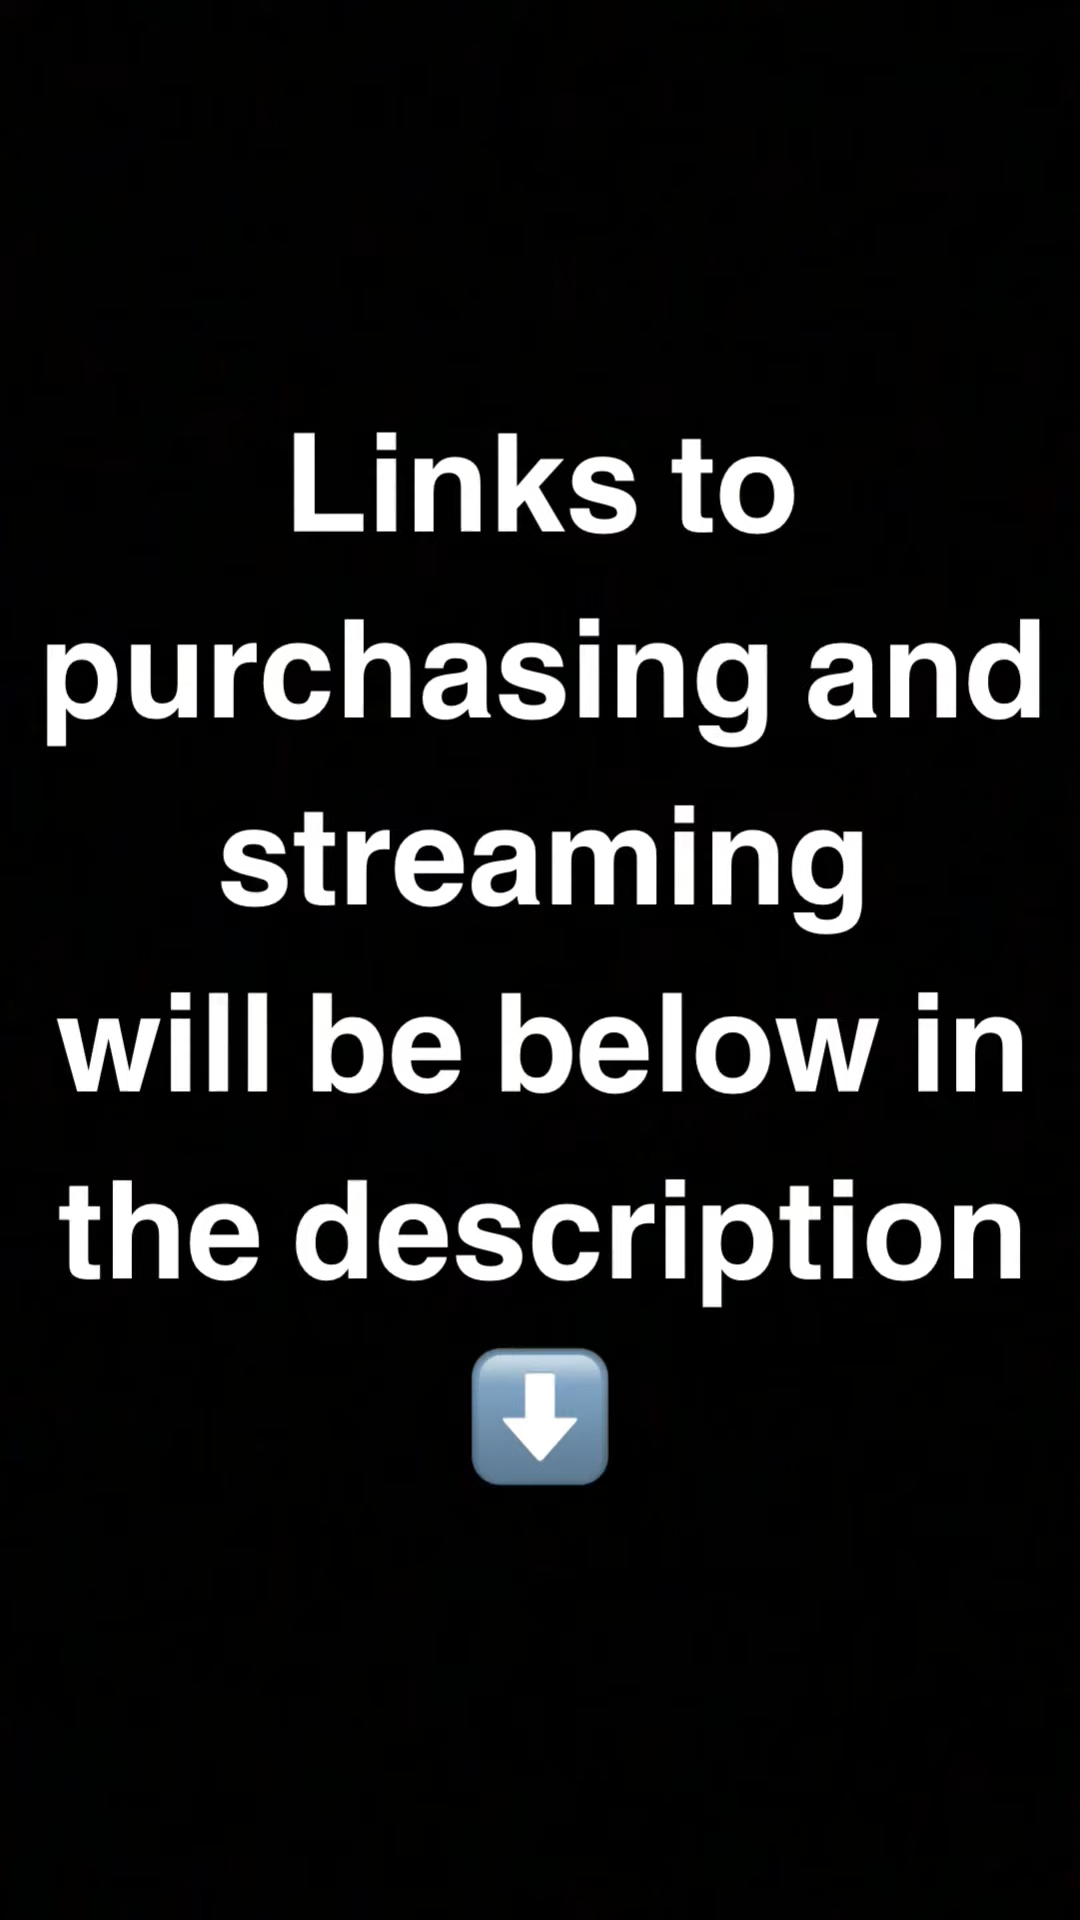 Links to
purchasing and
streaming
will be below in
the description
⬇️